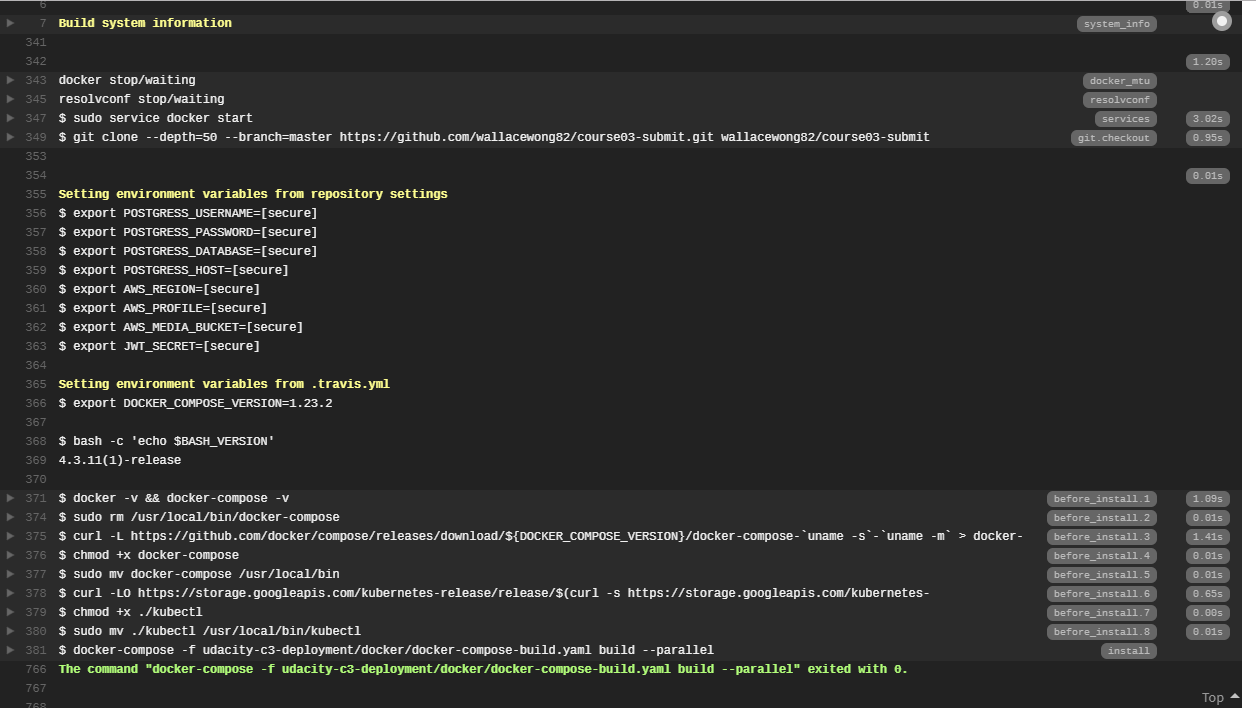 6 0.01s
7 Build system information system_info
341
342 1.20s
343 docker stop/waiting docker_mtu
345 resolvconf stop/waiting resolvconf
347 $ sudo service docker start services 3.02s
349 $ git clone --depth=50 --branch=master https://github.com/wallacewong82/course03-submit.git wallacewong82/course03-submit git.checkout 0.95s
353
354 0.01s
355 Setting environment variables from repository settings
356 $ export POSTGRESS_USERNAME=[secure]
357 $ export POSTGRESS_PASSWORD=[secure]
358 $ export POSTGRESS_DATABASE=[secure]
359 $ export POSTGRESS_HOST=[secure]
360 $ export AWS_REGION=[secure]
361 $ export AWS_PROFILE=[secure]
362 $ export AWS_MEDIA_BUCKET=[secure]
363 $ export JWT_SECRET=[secure]
364
365 Setting environment variables from .travis.yml
366 $ export DOCKER_COMPOSE_VERSION=1.23.2
367
368 $ bash -c 'echo $BASH_VERSION'
369 4.3.11(1)-release
370
371 $ docker -v && docker-compose -v before_install.1 1.09s
374 $ sudo rm /usr/local/bin/docker-compose before_install.2 0.01s
375 $ curl -L https://github.com/docker/compose/releases/download/${DOCKER_COMPOSE_VERSION}/docker-compose-`uname -s`-`uname -m` > docker- before_install.3 1.41s
376 $ chmod +x docker-compose before_install.4 0.01s
377 $ sudo mv docker-compose /usr/local/bin before_install.5 0.01s
378 $ curl -LO https://storage.googleapis.com/kubernetes-release/release/$(curl -s https://storage.googleapis.com/kubernetes- before_install.6 0.65s
379 $ chmod +x ./kubectl before_install.7 0.00s
380 $ sudo mv ./kubectl /usr/local/bin/kubectl before_install.8 0.01s
381 $ docker-compose -f udacity-c3-deployment/docker/docker-compose-build.yaml build --parallel install
766 The command "docker-compose -f udacity-c3-deployment/docker/docker-compose-build.yaml build --parallel" exited with 0.
767
768
Top